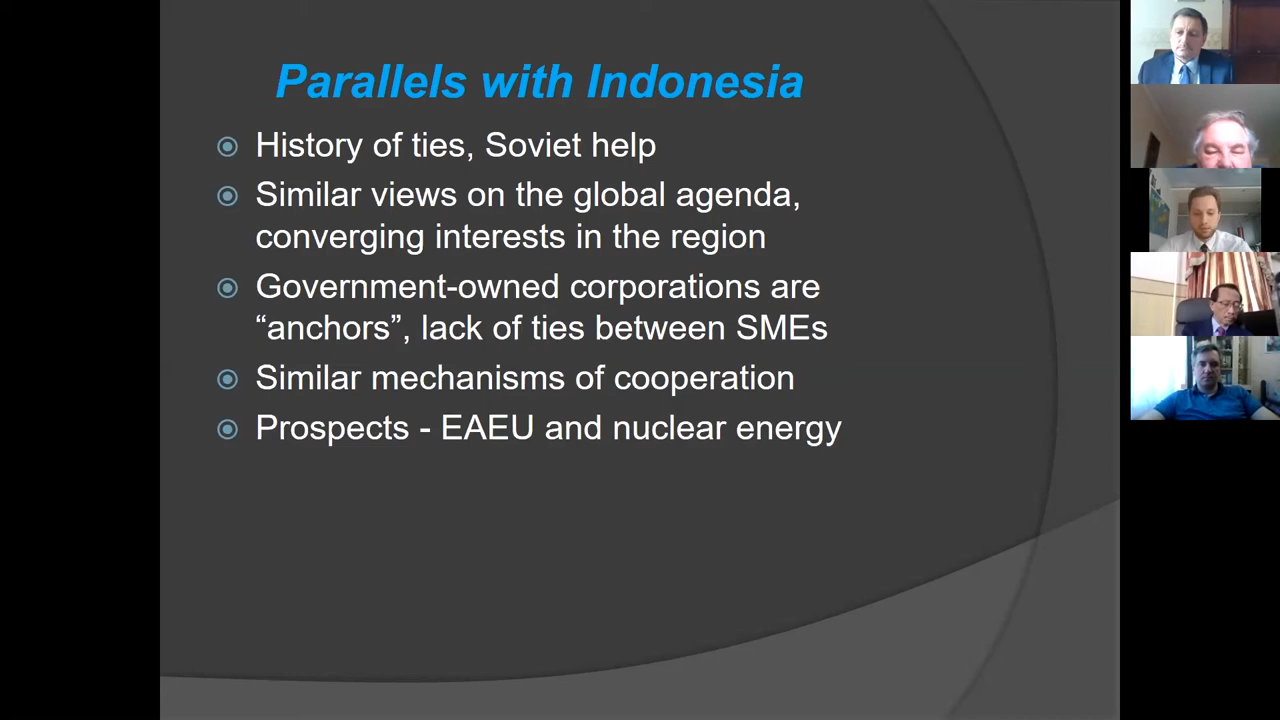 Parallels with Indonesia
History of ties, Soviet help
Similar views on the global agenda,
converging interests in the region
Government-owned corporations are
“anchors”, lack of ties between SMEs
Similar mechanisms of cooperation
Prospects - EAEU and nuclear energy